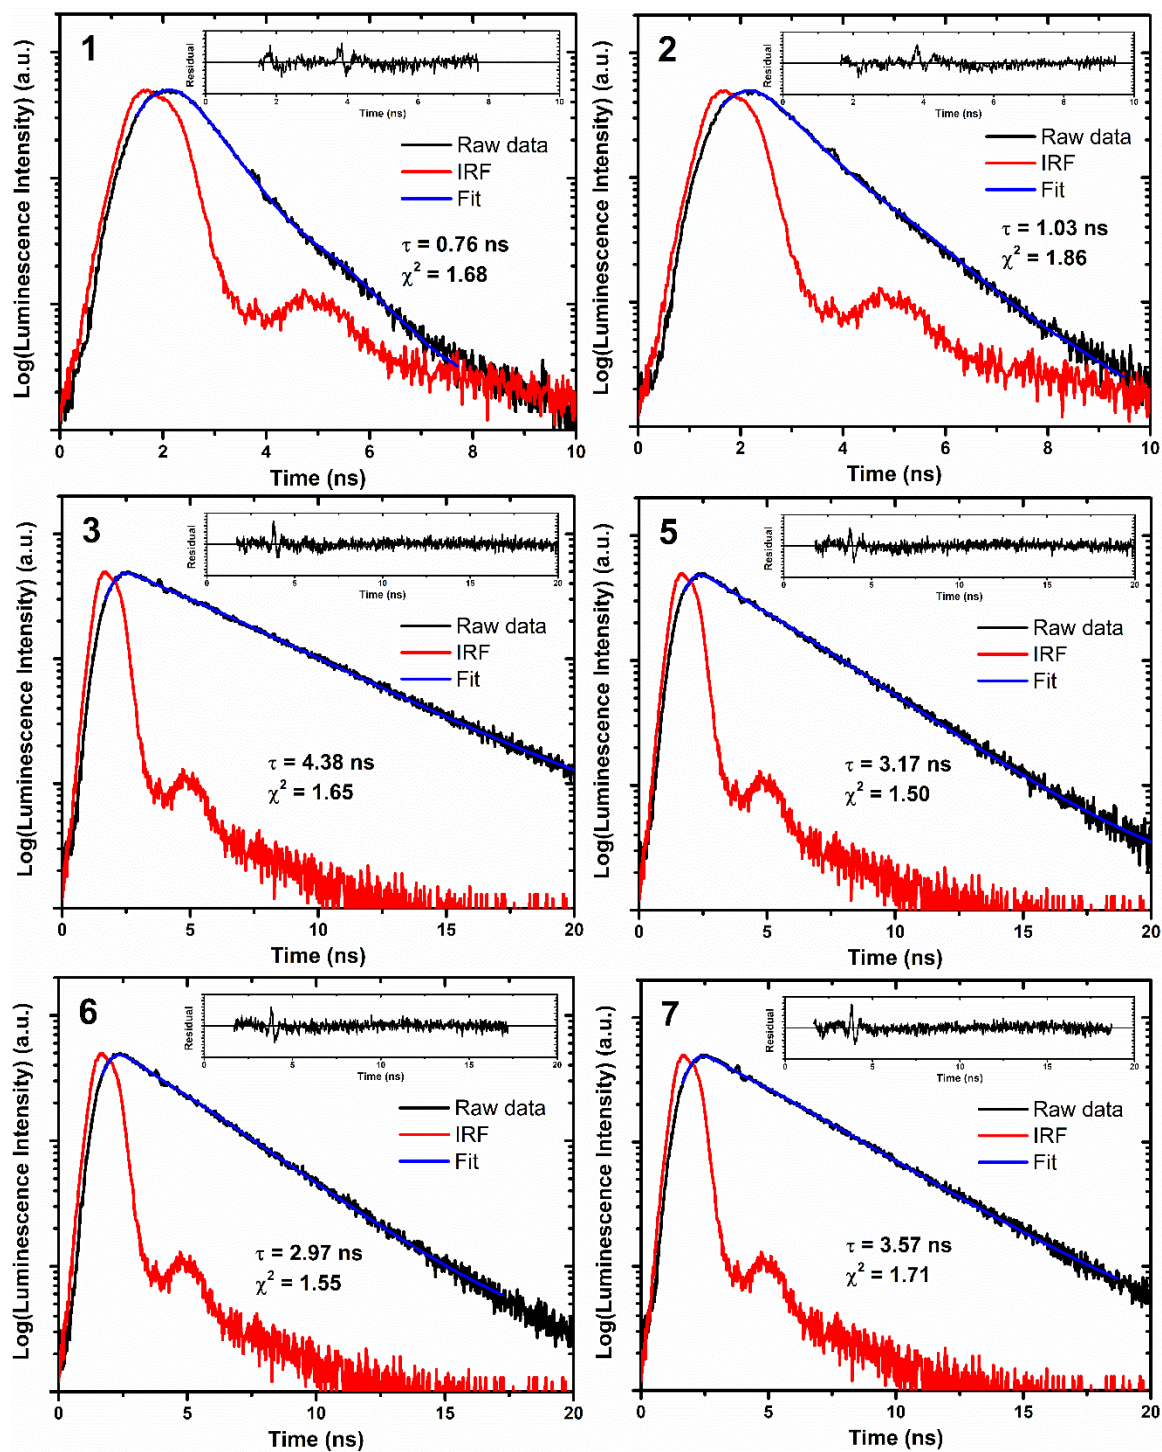 1
Residual
0 2 4 6 8 10
Time (ns)
Raw data
IRF
Fit
τ = 0.76 ns
χ² = 1.68
Log(Luminescence Intensity) (a.u.)
0 2 4 6 8 10
Time (ns)
2
Residual
0 2 4 6 8 10
Time (ns)
Raw data
IRF
Fit
τ = 1.03 ns
χ² = 1.86
Log(Luminescence Intensity) (a.u.)
0 2 4 6 8 10
Time (ns)
3
Residual
0 5 10 15 20
Time (ns)
Raw data
IRF
Fit
τ = 4.38 ns
χ² = 1.65
Log(Luminescence Intensity) (a.u.)
0 5 10 15 20
Time (ns)
5
Residual
0 5 10 15 20
Time (ns)
Raw data
IRF
Fit
τ = 3.17 ns
χ² = 1.50
Log(Luminescence Intensity) (a.u.)
0 5 10 15 20
Time (ns)
6
Residual
0 5 10 15 20
Time (ns)
Raw data
IRF
Fit
τ = 2.97 ns
χ² = 1.55
Log(Luminescence Intensity) (a.u.)
0 5 10 15 20
Time (ns)
7
Residual
0 5 10 15 20
Time (ns)
Raw data
IRF
Fit
τ = 3.57 ns
χ² = 1.71
Log(Luminescence Intensity) (a.u.)
0 5 10 15 20
Time (ns)